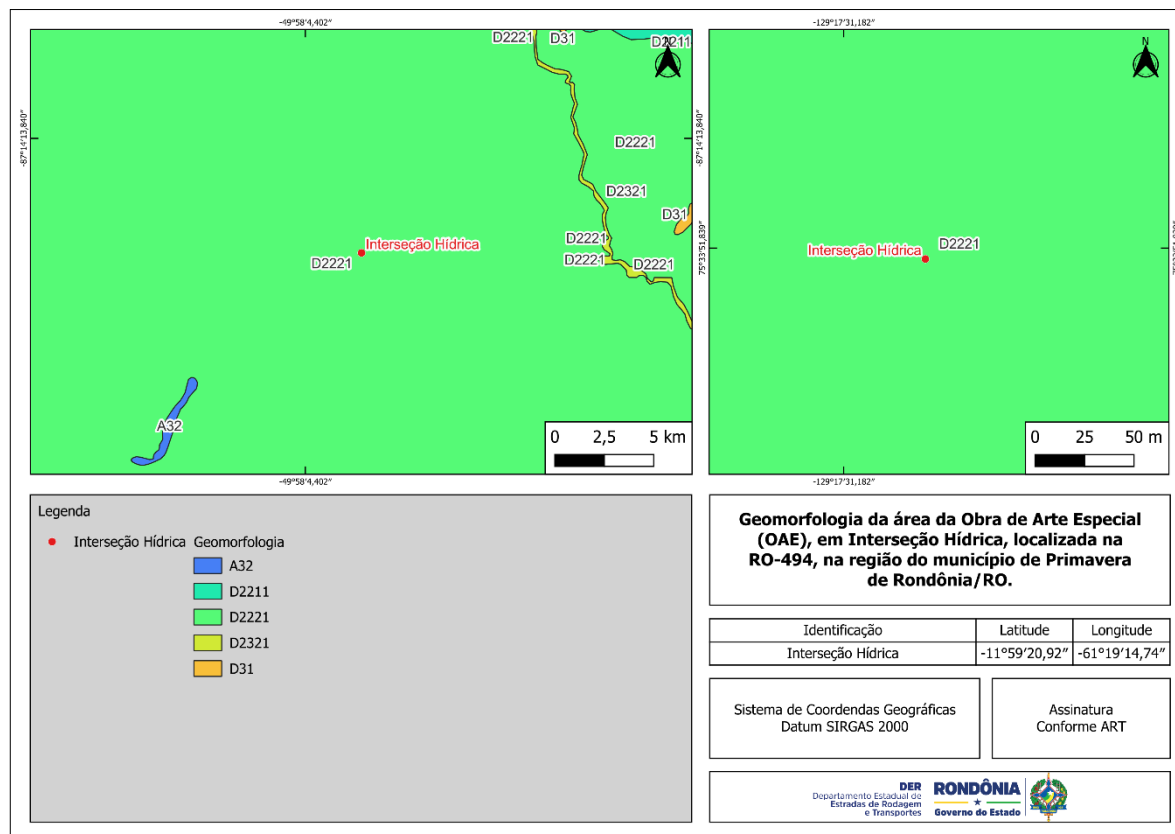 -49°58′4,402″
-129°17′31,182″
D2221
D31
D2211
N
N
-87°14′13,840″
-87°14′13,840″
D2221
D2321
D31
Interseção Hídrica
D2221
D2221
D2221
D2221
75°33′51,839″
Interseção Hídrica
D2221
A32
0 2,5 5 km
0 25 50 m
-49°58′4,402″
-129°17′31,182″
Legenda
Interseção Hídrica
Geomorfologia
A32
D2211
D2221
D2321
D31
Geomorfologia da área da Obra de Arte Especial
(OAE), em Interseção Hídrica, localizada na
RO-494, na região do município de Primavera
de Rondônia/RO.
Identificação Latitude Longitude
Interseção Hídrica -11°59′20,92″ -61°19′14,74″
Sistema de Coordendas Geográficas
Datum SIRGAS 2000
Assinatura
Conforme ART
DER
Departamento Estadual de
Estradas de Rodagem
e Transportes
RONDÔNIA
Governo do Estado